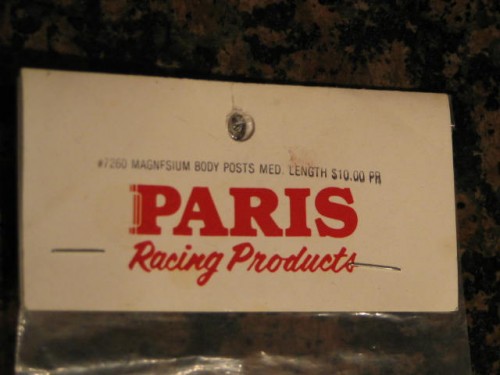 #7260 MAGNESIUM BODY POSTS MED. LENGTH $10.00 PR
PARIS
Racing Products